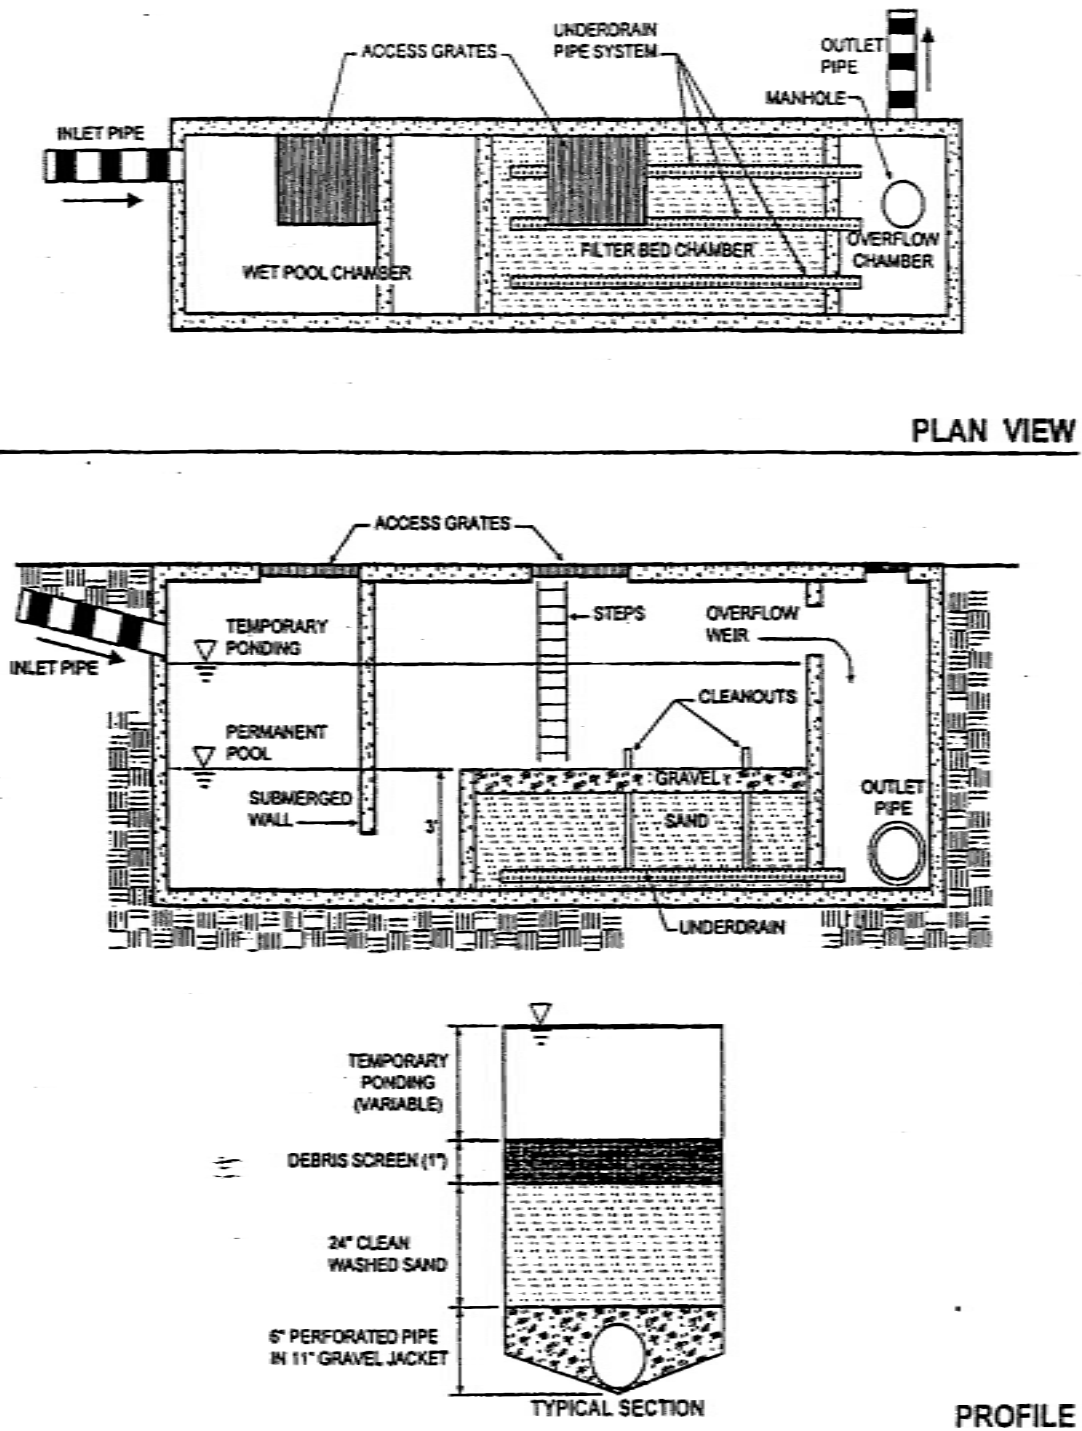 UNDERDRAIN
PIPE SYSTEM
ACCESS GRATES
OUTLET
PIPE
MANHOLE
INLET PIPE
FILTER BED CHAMBER
OVERFLOW
CHAMBER
WET POOL CHAMBER
PLAN VIEW
ACCESS GRATES
STEPS
OVERFLOW
WEIR
TEMPORARY
PONDING
INLET PIPE
CLEANOUTS
PERMANENT
POOL
GRAVEL
OUTLET
PIPE
SUBMERGED
WALL
3'
SAND
UNDERDRAIN
TEMPORARY
PONDING
(VARIABLE)
DEBRIS SCREEN (1")
24" CLEAN
WASHED SAND
6" PERFORATED PIPE
IN 11" GRAVEL JACKET
TYPICAL SECTION
PROFILE